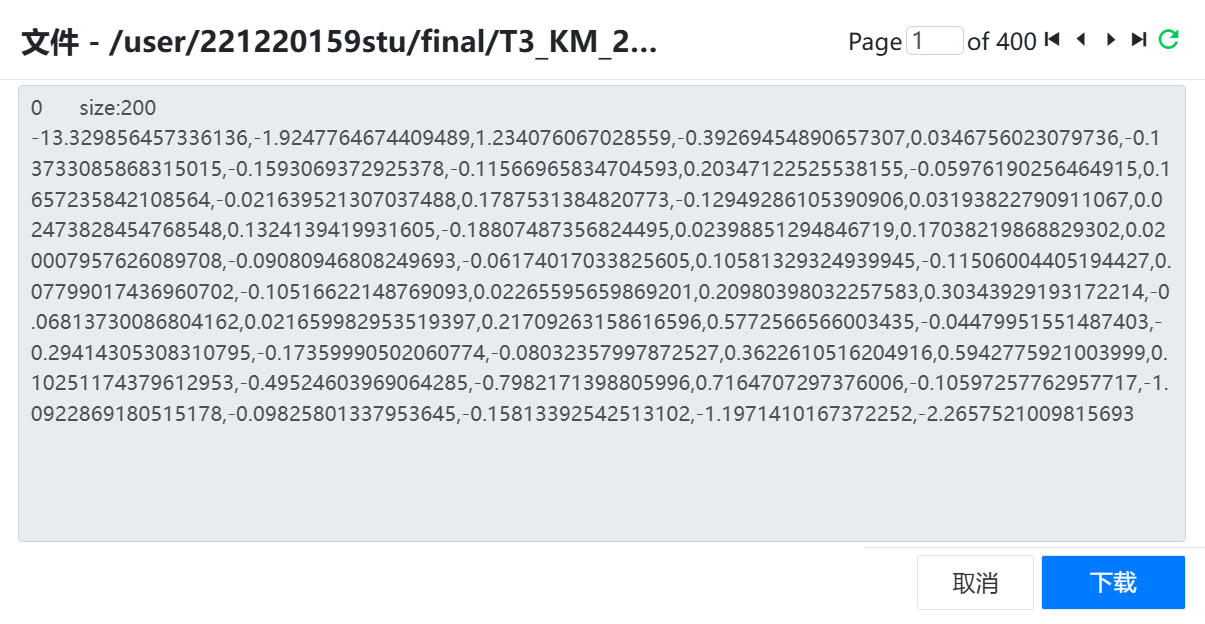 文件 - /user/221220159stu/final/T3_KM_2...
Page 1 of 400
0 size:200
-13.329856457336136,-1.9247764674409489,1.234076067028559,-0.39269454890657307,0.0346756023079736,-0.1
3733085868315015,-0.1593069372925378,-0.11566965834704593,0.20347122525538155,-0.05976190256464915,0.1
657235842108564,-0.021639521307037488,0.1787531384820773,-0.12949286105390906,0.03193822790911067,0.0
2473828454768548,0.1324139419931605,-0.18807487356824495,0.02398851294846719,0.17038219868829302,0.02
00079576260897​08,-0.09080946808249693,-0.06174017033825605,0.10581329324939945,-0.11506004405194427,0.
07799017436960702,-0.10516622148769093,0.02265595659869201,0.20980398032257583,0.30343929193172214,-0
.06813730086804162,0.021659982953519397,0.21709263158616596,0.5772566566003435,-0.04479951551487403,-
0.29414305308310795,-0.17359990502060774,-0.08032357997872527,0.3622610516204916,0.5942775921003999,0.
10251174379612953,-0.49524603969064285,-0.7982171398805996,0.7164707297376006,-0.10597257762957717,-1.
0922869180515178,-0.09825801337953645,-0.15813392542513102,-1.1971410167372252,-2.2657521009815693
取消 下载